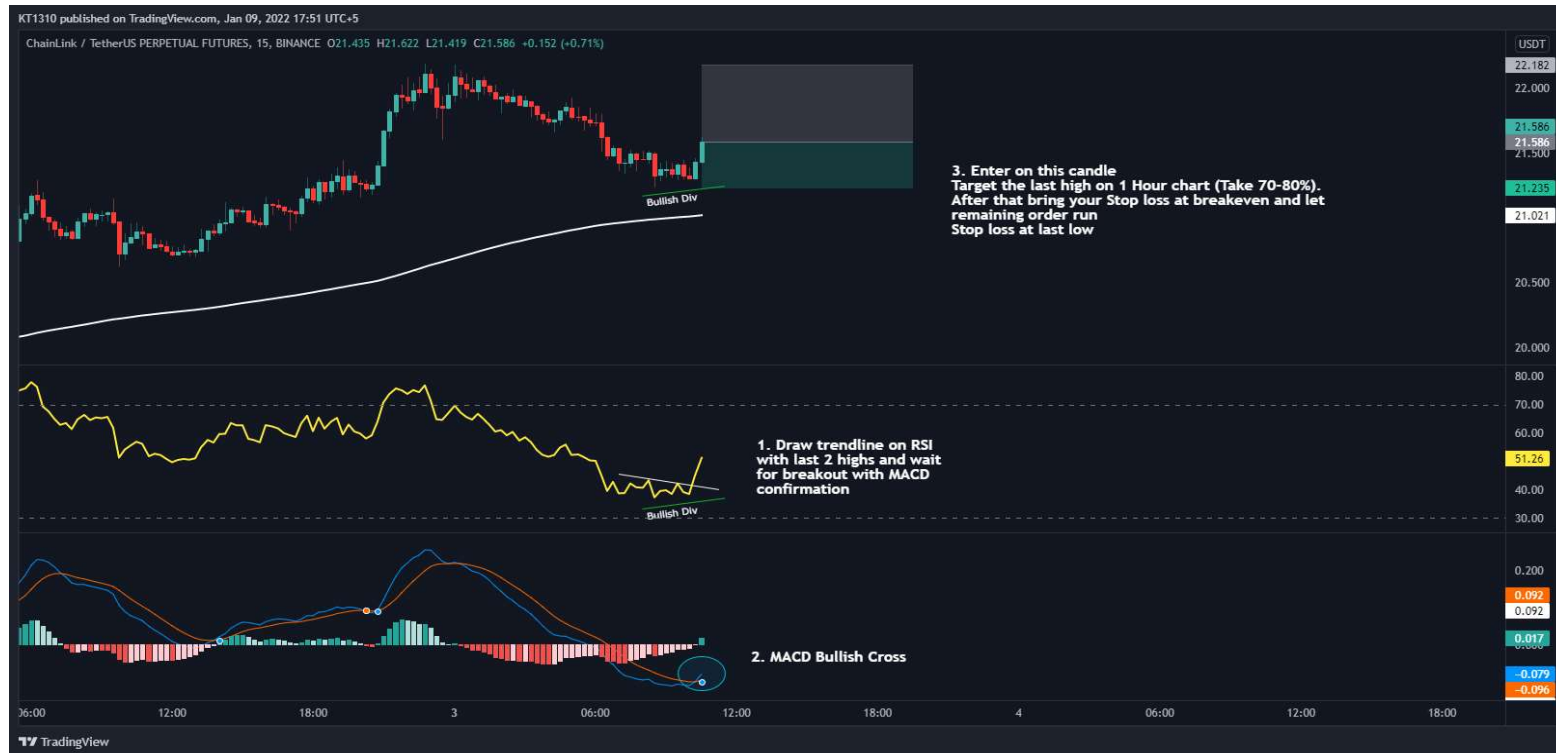 KT1310 published on TradingView.com, Jan 09, 2022 17:51 UTC+5
ChainLink / TetherUS PERPETUAL FUTURES, 15, BINANCE O21.435 H21.622 L21.419 C21.586 +0.152 (+0.71%)
USDT
22.182
22.000
21.586
21.586
21.500
21.235
21.021
20.500
20.000
Bullish Div
3. Enter on this candle
Target the last high on 1 Hour chart (Take 70-80%).
After that bring your Stop loss at breakeven and let
remaining order run
Stop loss at last low
80.00
70.00
60.00
51.26
40.00
30.00
1. Draw trendline on RSI
with last 2 highs and wait
for breakout with MACD
confirmation
Bullish Div
0.200
0.092
0.092
0.017
0.000
-0.079
-0.096
2. MACD Bullish Cross
06:00 12:00 18:00 3 06:00 12:00 18:00 4 06:00 12:00 18:00
TradingView